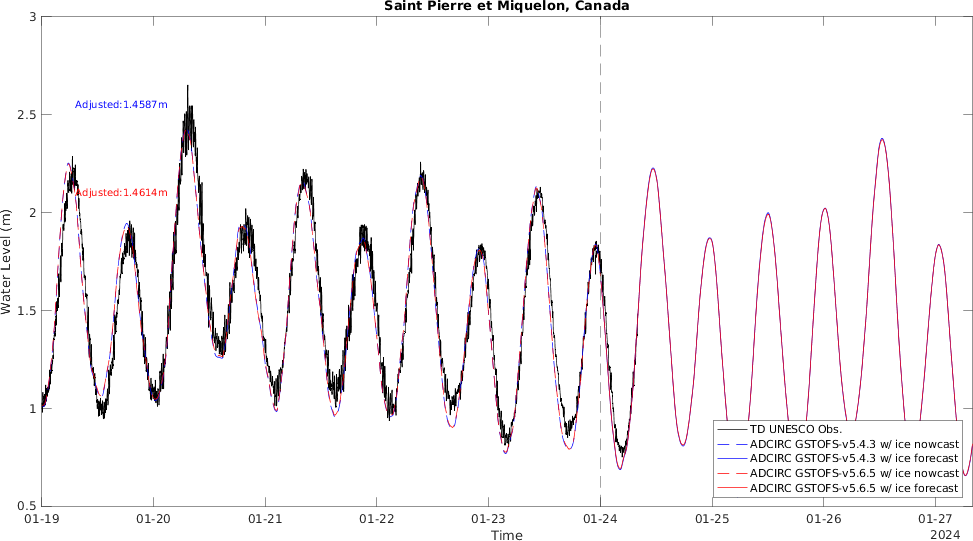 Saint Pierre et Miquelon, Canada
3
2.5
2
1.5
1
0.5
Water Level (m)
Adjusted:1.4587m
Adjusted:1.4614m
TD UNESCO Obs.
ADCIRC GSTOFS-v5.4.3 w/ ice nowcast
ADCIRC GSTOFS-v5.4.3 w/ ice forecast
ADCIRC GSTOFS-v5.6.5 w/ ice nowcast
ADCIRC GSTOFS-v5.6.5 w/ ice forecast
01-19 01-20 01-21 01-22 01-23 01-24 01-25 01-26 01-27
Time
2024